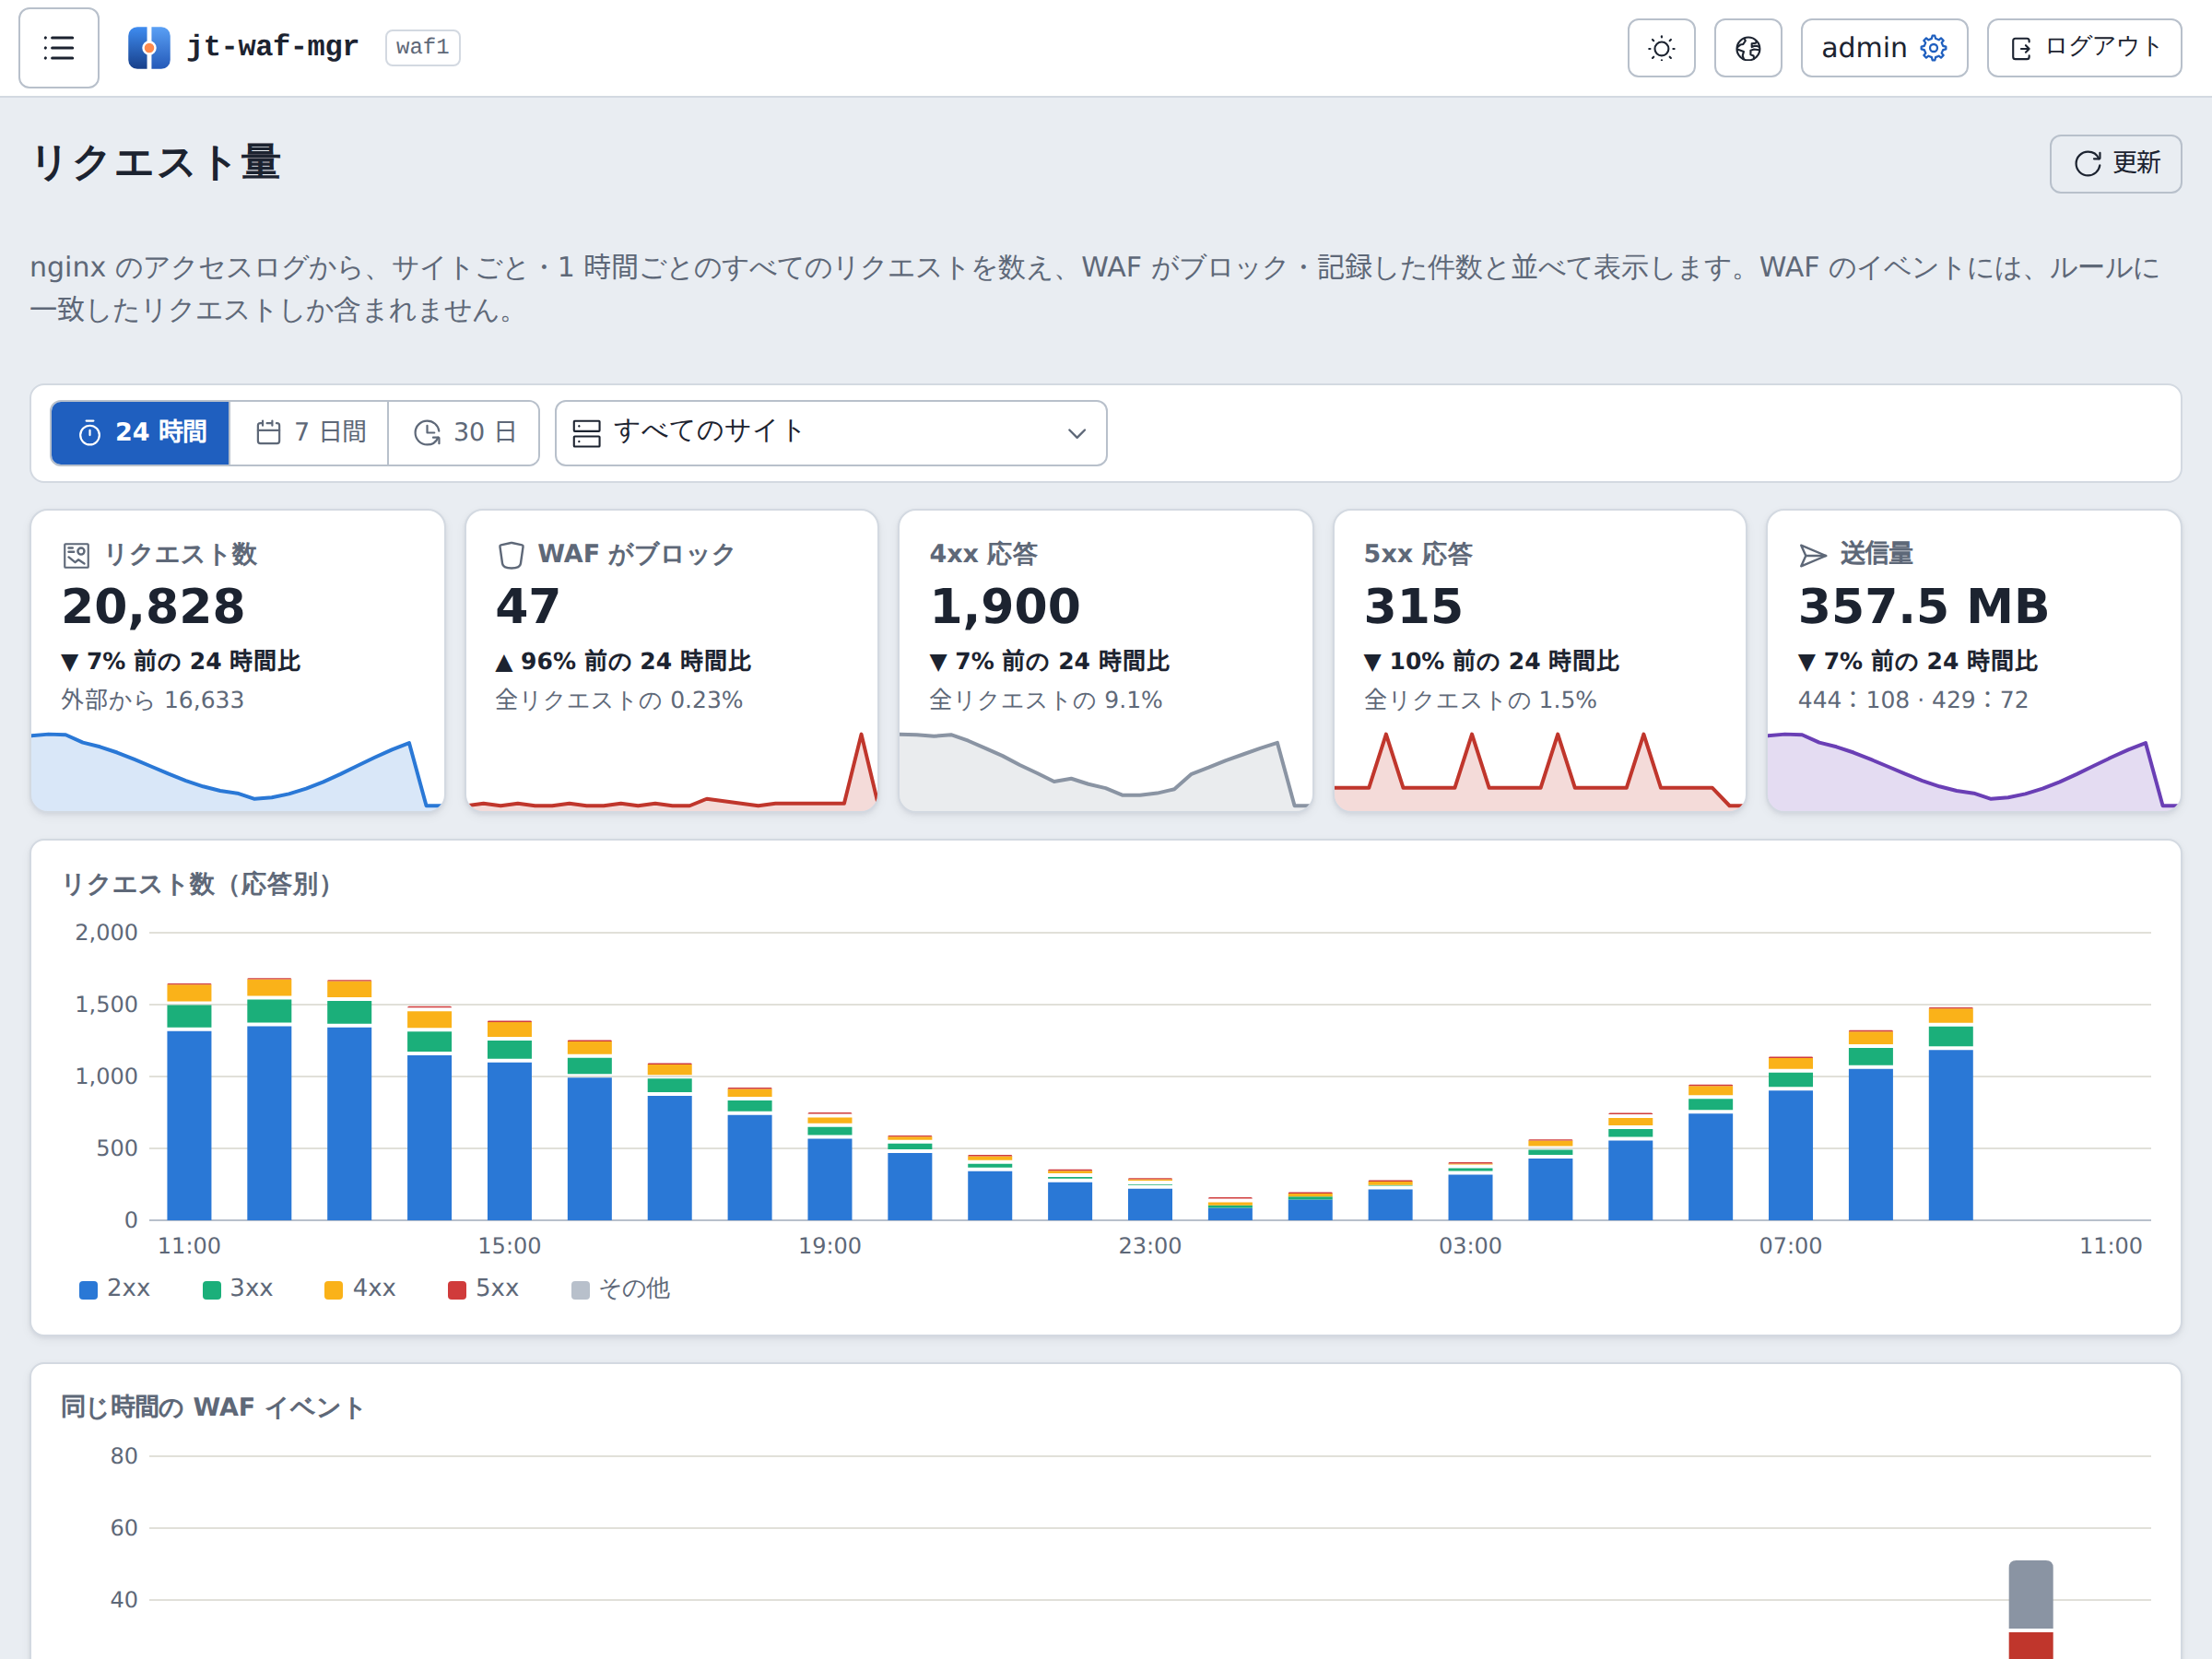 jt-waf-mgr waf1 admin ログアウト
リクエスト量 更新
nginx のアクセスログから、サイトごと・1 時間ごとのすべてのリクエストを数え、WAF がブロック・記録した件数と並べて表示します。WAF のイベントには、ルールに
一致したリクエストしか含まれません。
24 時間 7 日間 30 日 すべてのサイト
リクエスト数
20,828
▼ 7% 前の 24 時間比
外部から 16,633
WAF がブロック
47
▲ 96% 前の 24 時間比
全リクエストの 0.23%
4xx 応答
1,900
▼ 7% 前の 24 時間比
全リクエストの 9.1%
5xx 応答
315
▼ 10% 前の 24 時間比
全リクエストの 1.5%
送信量
357.5 MB
▼ 7% 前の 24 時間比
444：108 · 429：72
リクエスト数（応答別）
2,000
1,500
1,000
500
0
11:00 15:00 19:00 23:00 03:00 07:00 11:00
2xx 3xx 4xx 5xx その他
同じ時間の WAF イベント
80
60
40